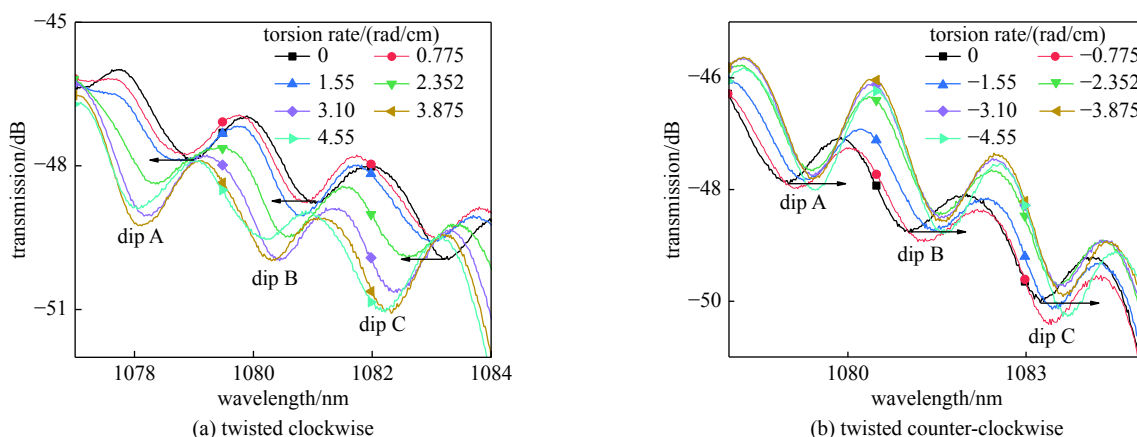 −45
−48
−51
transmission/dB
torsion rate/(rad/cm)
0 0.775
1.55 2.352
3.10 3.875
4.55
dip A
dip B
dip C
1078 1080 1082 1084
wavelength/nm
(a) twisted clockwise
−46
−48
−50
transmission/dB
torsion rate/(rad/cm)
0 −0.775
−1.55 −2.352
−3.10 −3.875
−4.55
dip A
dip B
dip C
1080 1083
wavelength/nm
(b) twisted counter-clockwise